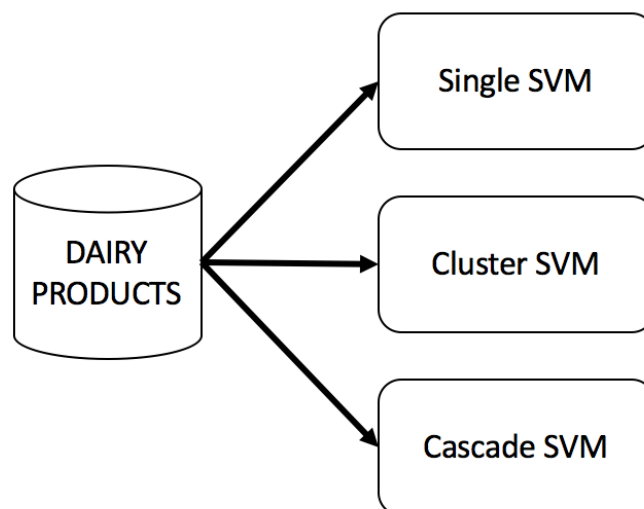 Single SVM
DAIRY
PRODUCTS
Cluster SVM
Cascade SVM